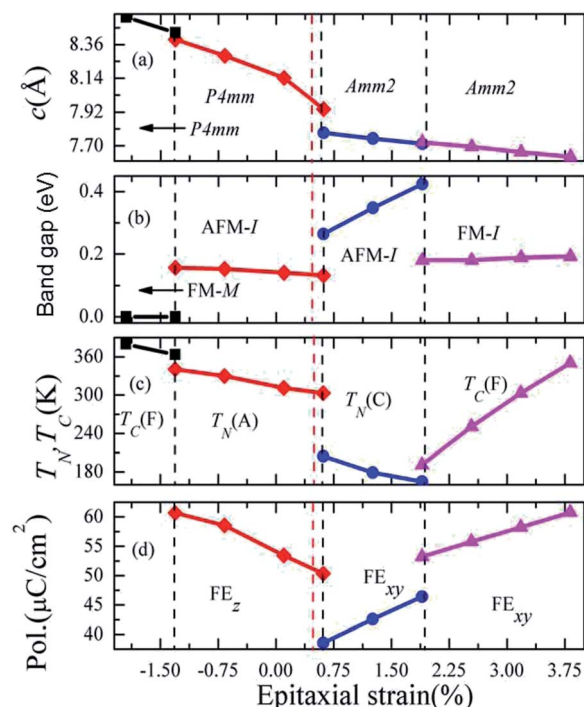 c(Å)
8.36
8.14
7.92
7.70
(a)
P4mm
P4mm
Amm2
Amm2
Band gap (eV)
0.4
0.2
0.0
(b)
AFM-I
FM-M
AFM-I
FM-I
T_N,T_C(K)
360
300
240
180
(c)
T_C(F)
T_N(A)
T_N(C)
T_C(F)
Pol.(μC/cm²)
60
55
50
45
40
(d)
FE_z
FE_xy
FE_xy
-1.50 -0.75 0.00 0.75 1.50 2.25 3.00 3.75
Epitaxial strain(%)